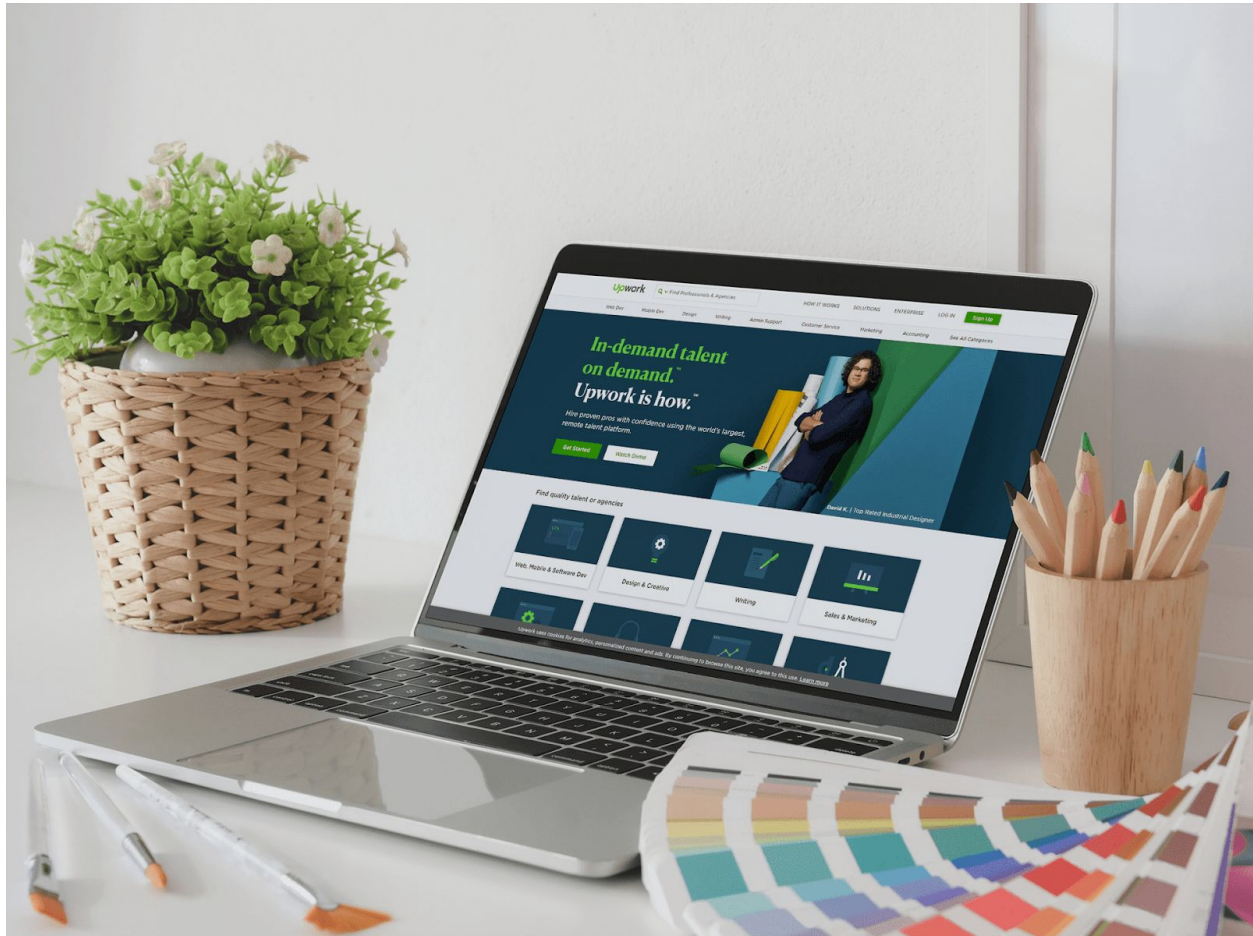 Upwork
Find Professionals & Agencies
HOW IT WORKS
SOLUTIONS
ENTERPRISE
LOG IN
Sign Up
Web Dev
Mobile Dev
Design
Writing
Admin Support
Customer Service
Marketing
Accounting
See All Categories
In-demand talent
on demand.™
Upwork is how.™
Hire proven pros with confidence using the world's largest,
remote talent platform.
Get Started
Watch Demo
David K. | Top Rated Industrial Designer
Find quality talent or agencies
Web, Mobile & Software Dev
Design & Creative
Writing
Sales & Marketing
Upwork uses cookies for analytics, personalized content and ads. By continuing to browse this site, you agree to this use. Learn more